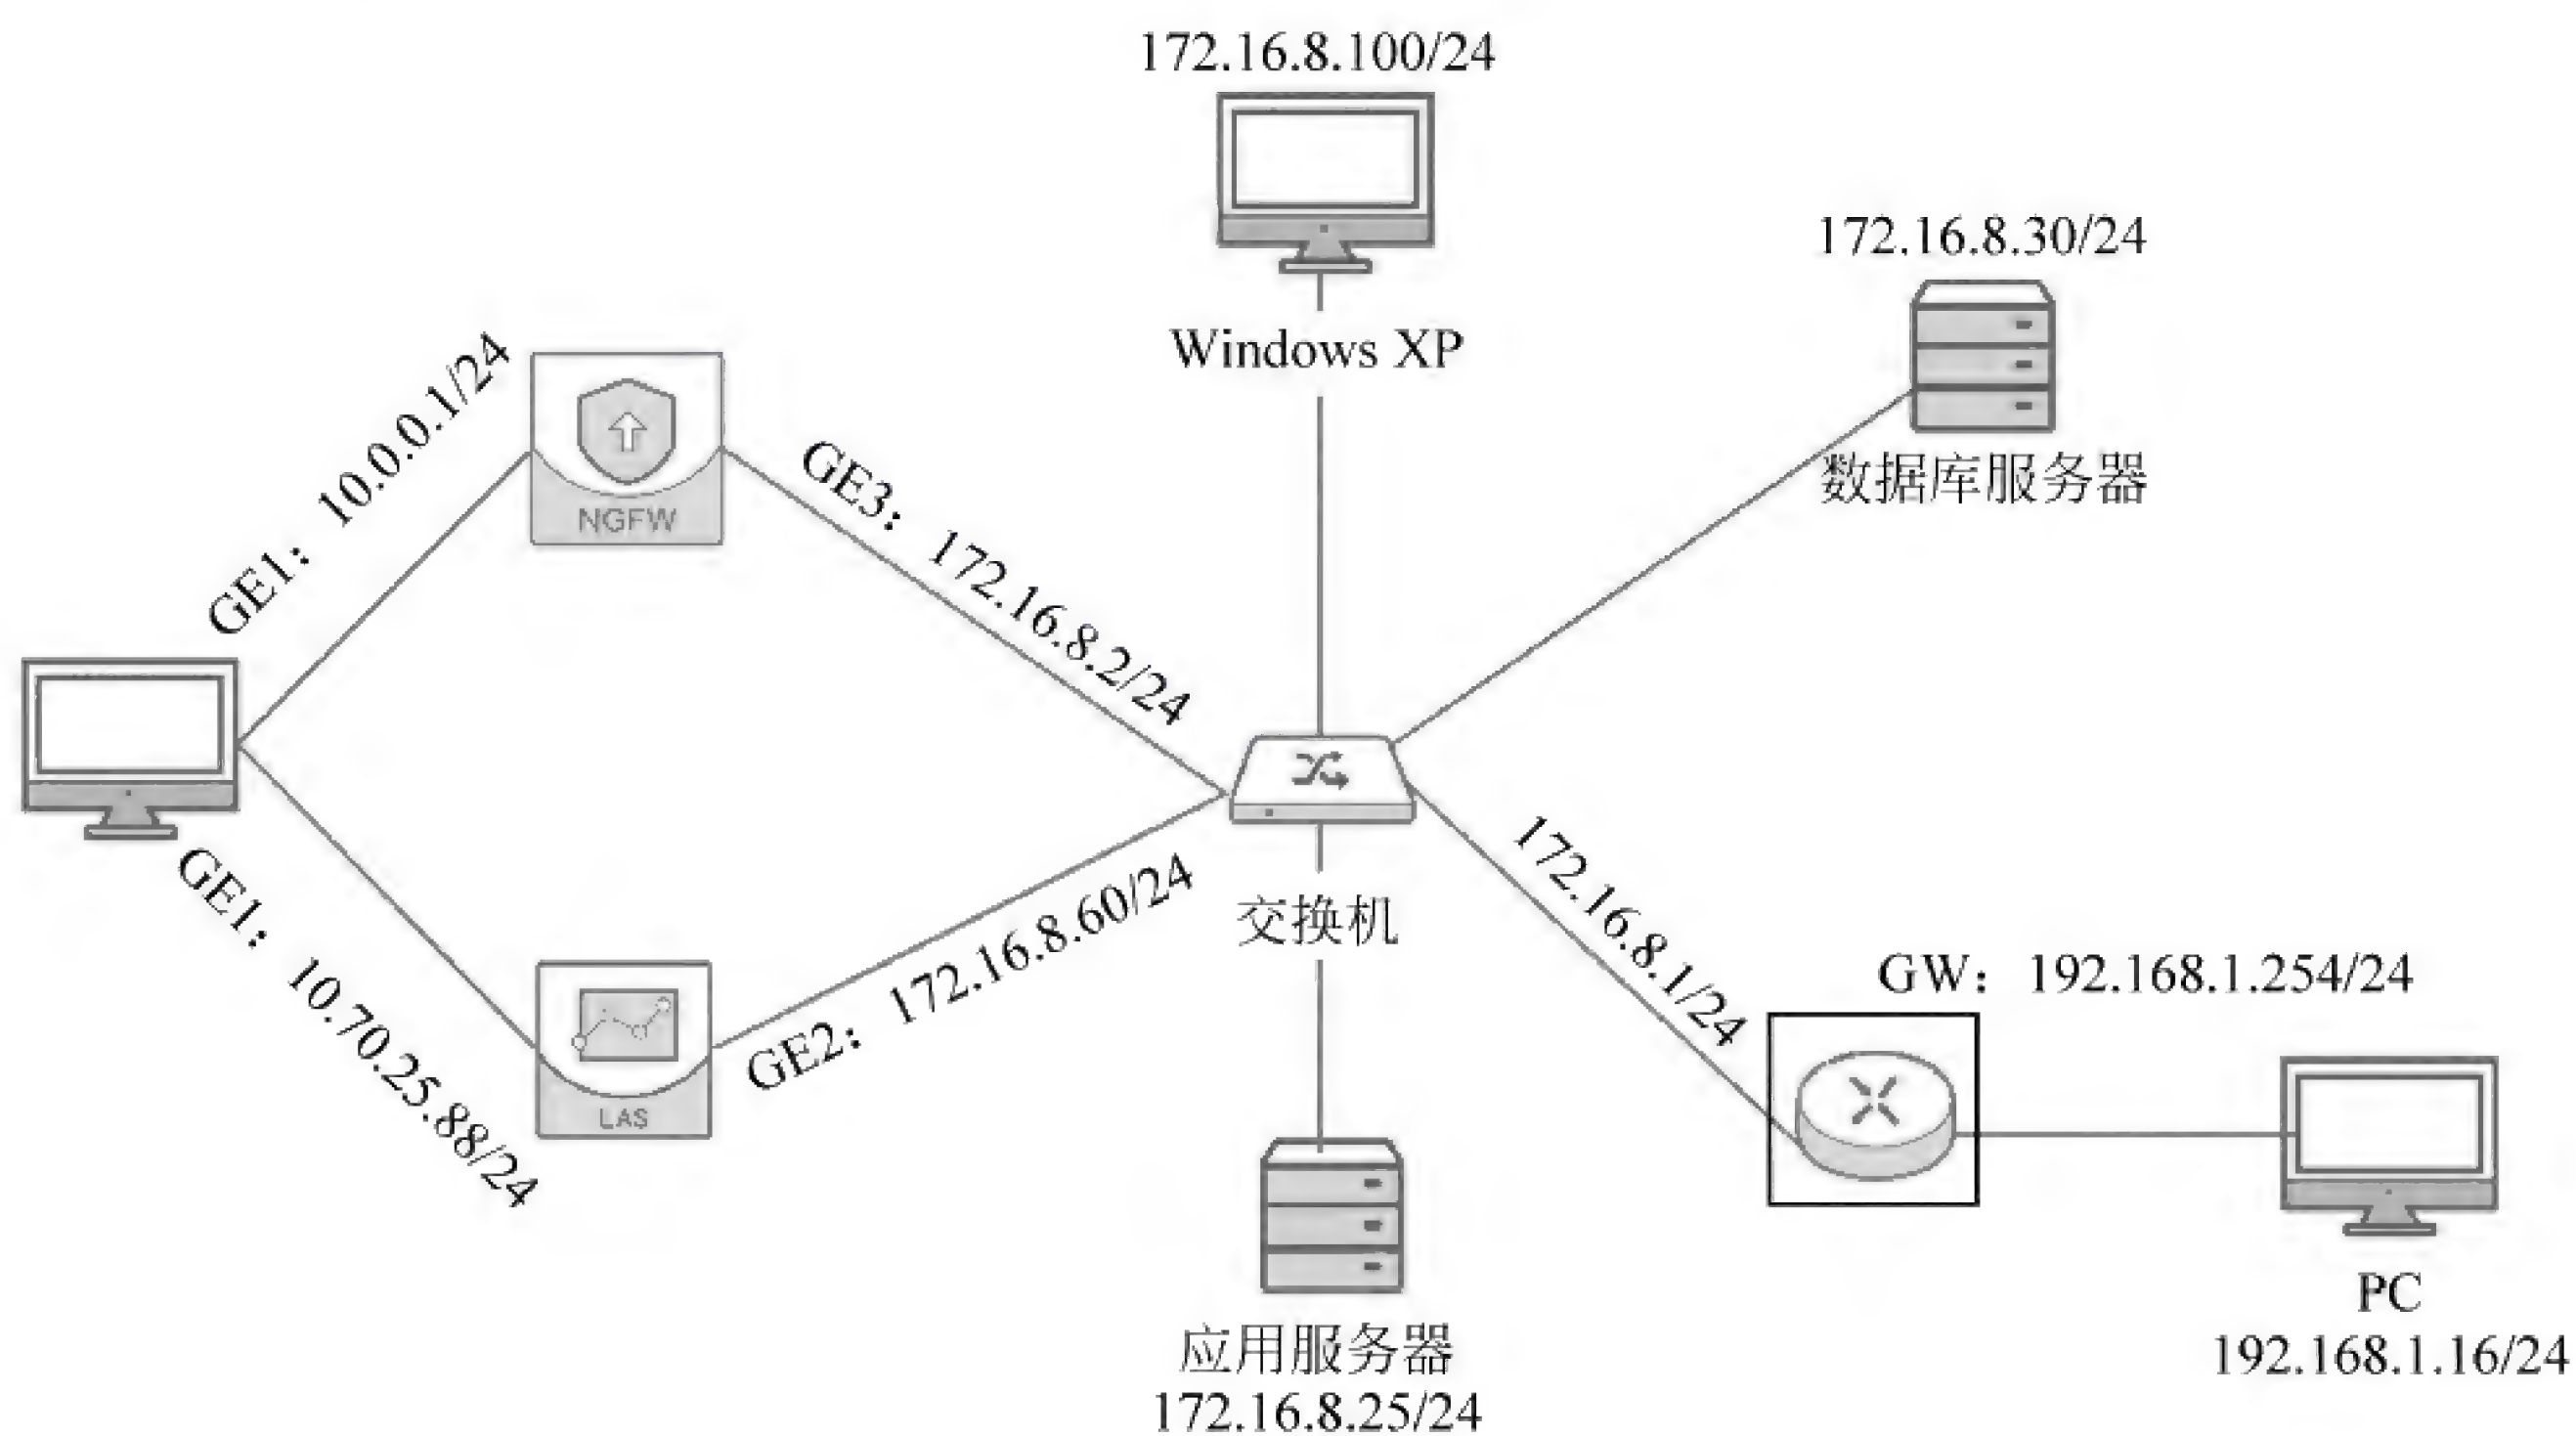 172.16.8.100/24
Windows XP
172.16.8.30/24
数据库服务器
GE1：10.0.0.1/24
NGFW
GE3：172.16.8.2/24
GE1：10.70.25.88/24
LAS
GE2：172.16.8.60/24
交换机
172.16.8.1/24
GW：192.168.1.254/24
PC
192.168.1.16/24
应用服务器
172.16.8.25/24